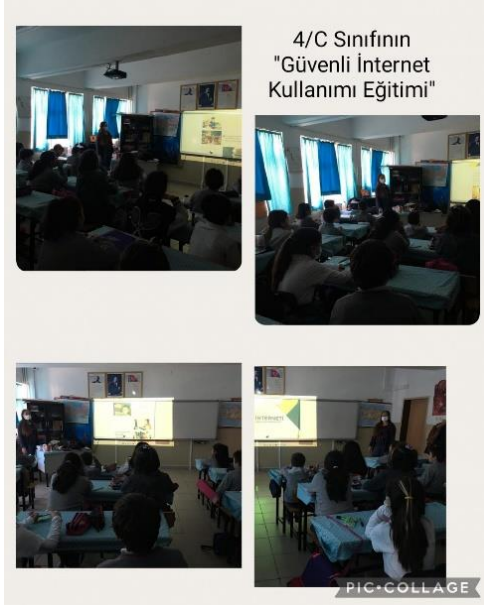 4/C Sınıfının
"Güvenli İnternet
Kullanımı Eğitimi"
PIC•COLLAGE